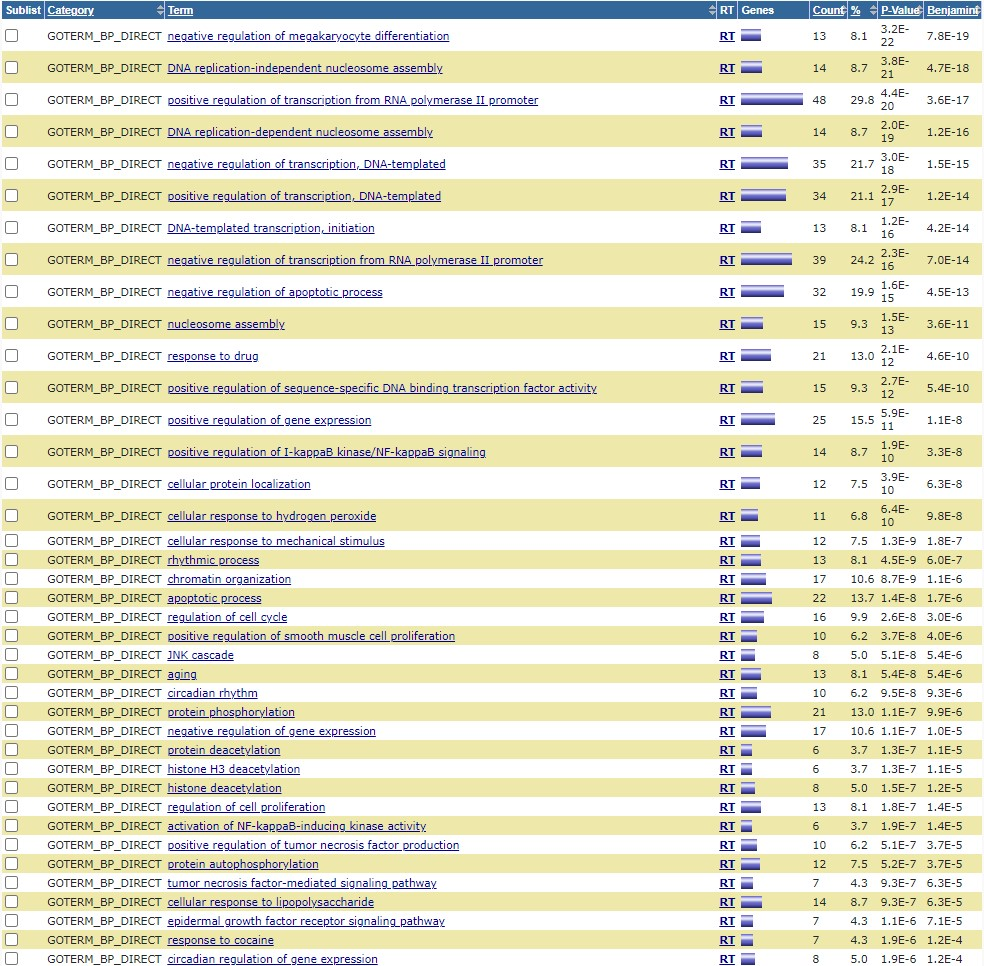 Sublist Category Term RT Genes Count % P-Value Benjamini
GOTERM_BP_DIRECT negative regulation of megakaryocyte differentiation RT 13 8.1 3.2E-22 7.8E-19
GOTERM_BP_DIRECT DNA replication-independent nucleosome assembly RT 14 8.7 3.8E-21 4.7E-18
GOTERM_BP_DIRECT positive regulation of transcription from RNA polymerase II promoter RT 48 29.8 4.4E-20 3.6E-17
GOTERM_BP_DIRECT DNA replication-dependent nucleosome assembly RT 14 8.7 2.0E-19 1.2E-16
GOTERM_BP_DIRECT negative regulation of transcription, DNA-templated RT 35 21.7 3.0E-18 1.5E-15
GOTERM_BP_DIRECT positive regulation of transcription, DNA-templated RT 34 21.1 2.9E-17 1.2E-14
GOTERM_BP_DIRECT DNA-templated transcription, initiation RT 13 8.1 1.2E-16 4.2E-14
GOTERM_BP_DIRECT negative regulation of transcription from RNA polymerase II promoter RT 39 24.2 2.3E-16 7.0E-14
GOTERM_BP_DIRECT negative regulation of apoptotic process RT 32 19.9 1.6E-15 4.5E-13
GOTERM_BP_DIRECT nucleosome assembly RT 15 9.3 1.5E-13 3.6E-11
GOTERM_BP_DIRECT response to drug RT 21 13.0 2.1E-12 4.6E-10
GOTERM_BP_DIRECT positive regulation of sequence-specific DNA binding transcription factor activity RT 15 9.3 2.7E-12 5.4E-10
GOTERM_BP_DIRECT positive regulation of gene expression RT 25 15.5 5.9E-11 1.1E-8
GOTERM_BP_DIRECT positive regulation of I-kappaB kinase/NF-kappaB signaling RT 14 8.7 1.9E-10 3.3E-8
GOTERM_BP_DIRECT cellular protein localization RT 12 7.5 3.9E-10 6.3E-8
GOTERM_BP_DIRECT cellular response to hydrogen peroxide RT 11 6.8 6.4E-10 9.8E-8
GOTERM_BP_DIRECT cellular response to mechanical stimulus RT 12 7.5 1.3E-9 1.8E-7
GOTERM_BP_DIRECT rhythmic process RT 13 8.1 4.5E-9 6.0E-7
GOTERM_BP_DIRECT chromatin organization RT 17 10.6 8.7E-9 1.1E-6
GOTERM_BP_DIRECT apoptotic process RT 22 13.7 1.4E-8 1.7E-6
GOTERM_BP_DIRECT regulation of cell cycle RT 16 9.9 2.6E-8 3.0E-6
GOTERM_BP_DIRECT positive regulation of smooth muscle cell proliferation RT 10 6.2 3.7E-8 4.0E-6
GOTERM_BP_DIRECT JNK cascade RT 8 5.0 5.1E-8 5.4E-6
GOTERM_BP_DIRECT aging RT 13 8.1 5.4E-8 5.4E-6
GOTERM_BP_DIRECT circadian rhythm RT 10 6.2 9.5E-8 9.3E-6
GOTERM_BP_DIRECT protein phosphorylation RT 21 13.0 1.1E-7 9.9E-6
GOTERM_BP_DIRECT negative regulation of gene expression RT 17 10.6 1.1E-7 1.0E-5
GOTERM_BP_DIRECT protein deacetylation RT 6 3.7 1.3E-7 1.1E-5
GOTERM_BP_DIRECT histone H3 deacetylation RT 6 3.7 1.3E-7 1.1E-5
GOTERM_BP_DIRECT histone deacetylation RT 8 5.0 1.5E-7 1.2E-5
GOTERM_BP_DIRECT regulation of cell proliferation RT 13 8.1 1.8E-7 1.4E-5
GOTERM_BP_DIRECT activation of NF-kappaB-inducing kinase activity RT 6 3.7 1.9E-7 1.4E-5
GOTERM_BP_DIRECT positive regulation of tumor necrosis factor production RT 10 6.2 5.1E-7 3.7E-5
GOTERM_BP_DIRECT protein autophosphorylation RT 12 7.5 5.2E-7 3.7E-5
GOTERM_BP_DIRECT tumor necrosis factor-mediated signaling pathway RT 7 4.3 9.3E-7 6.3E-5
GOTERM_BP_DIRECT cellular response to lipopolysaccharide RT 14 8.7 9.3E-7 6.3E-5
GOTERM_BP_DIRECT epidermal growth factor receptor signaling pathway RT 7 4.3 1.1E-6 7.1E-5
GOTERM_BP_DIRECT response to cocaine RT 7 4.3 1.9E-6 1.2E-4
GOTERM_BP_DIRECT circadian regulation of gene expression RT 8 5.0 1.9E-6 1.2E-4